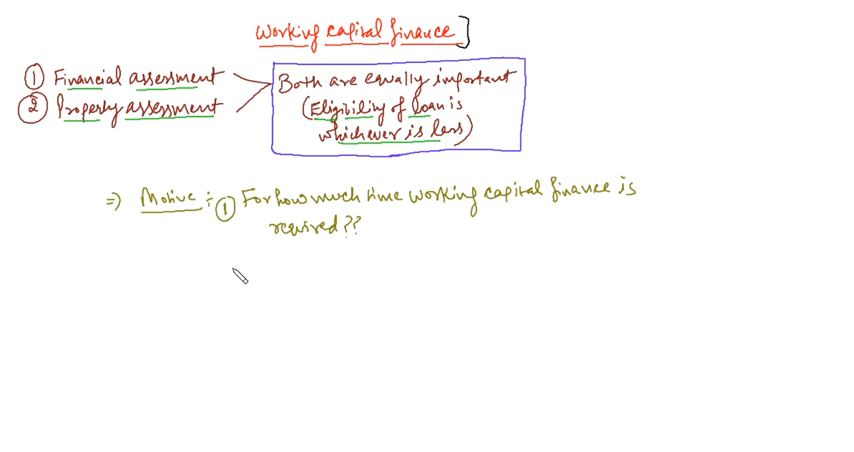 Working capital finance]
① Financial assessment
② Property assessment
Both are equally important
(Eligibility of loan is
whichever is less)
⇒ Motive ÷ ① For how much time working capital finance is
required??